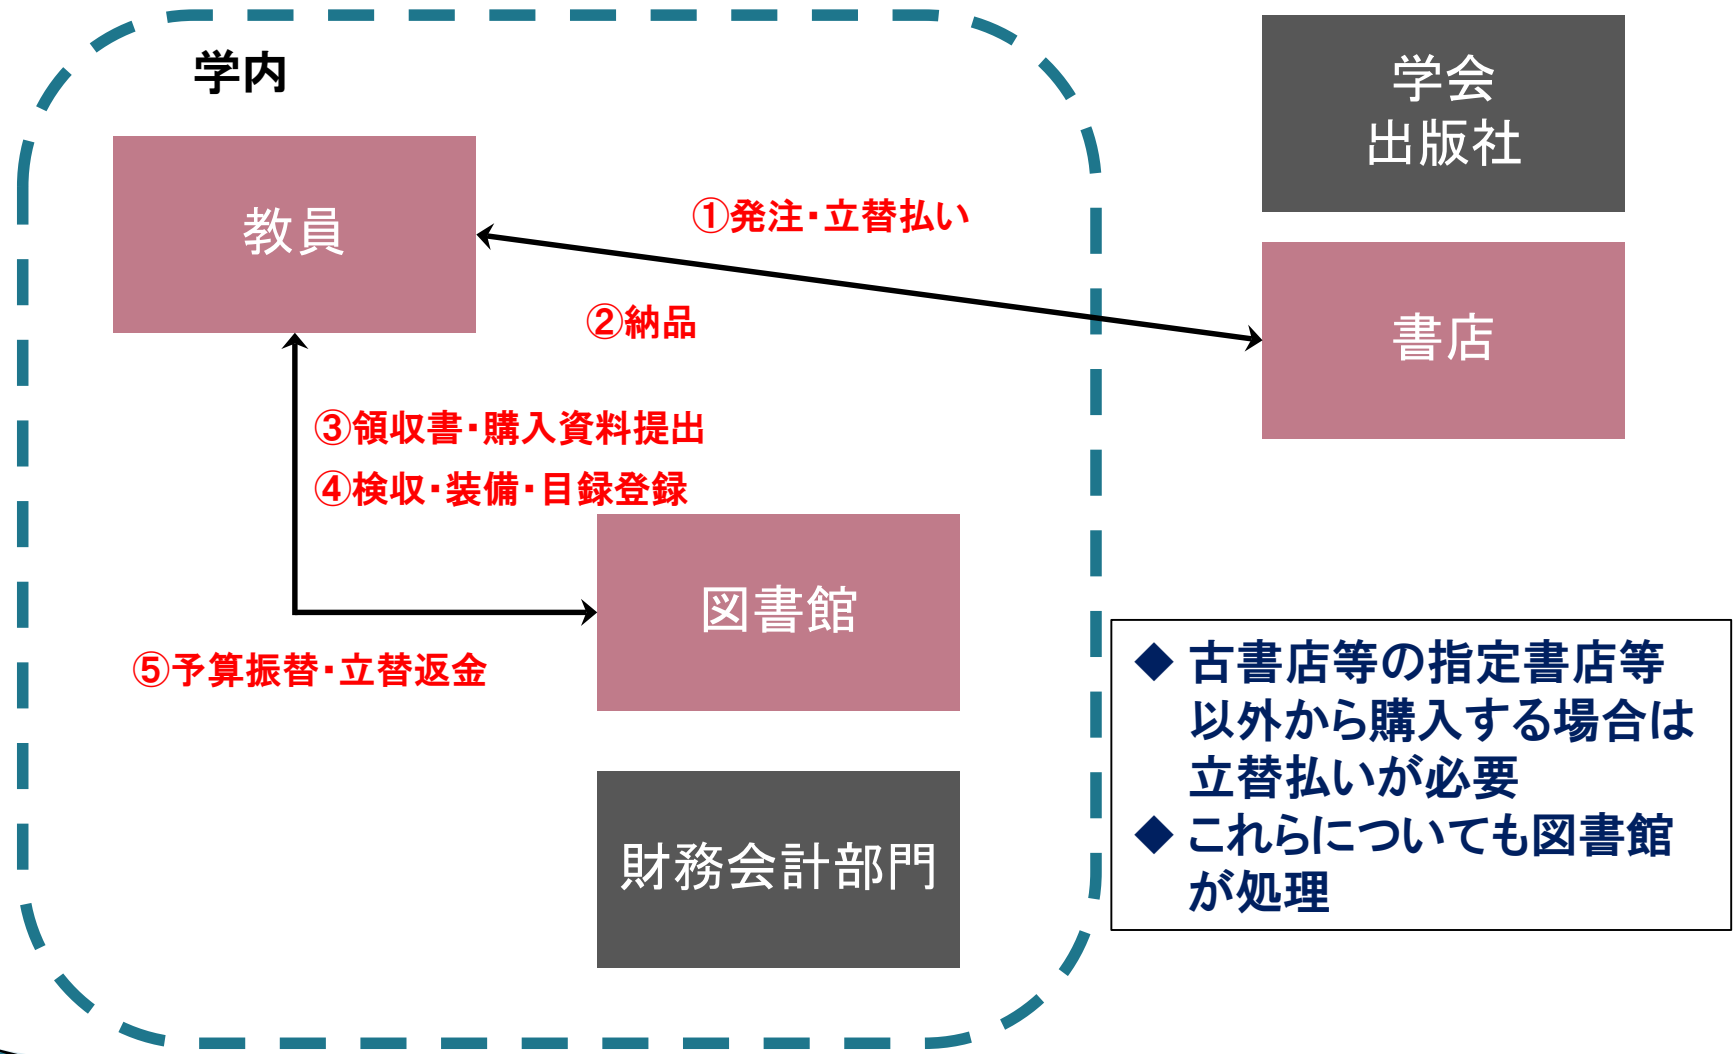 学内
学会
出版社
教員
①発注・立替払い
②納品
書店
③領収書・購入資料提出
④検収・装備・目録登録
図書館
⑤予算振替・立替返金
◆ 古書店等の指定書店等
以外から購入する場合は
立替払いが必要
◆ これらについても図書館
が処理
財務会計部門